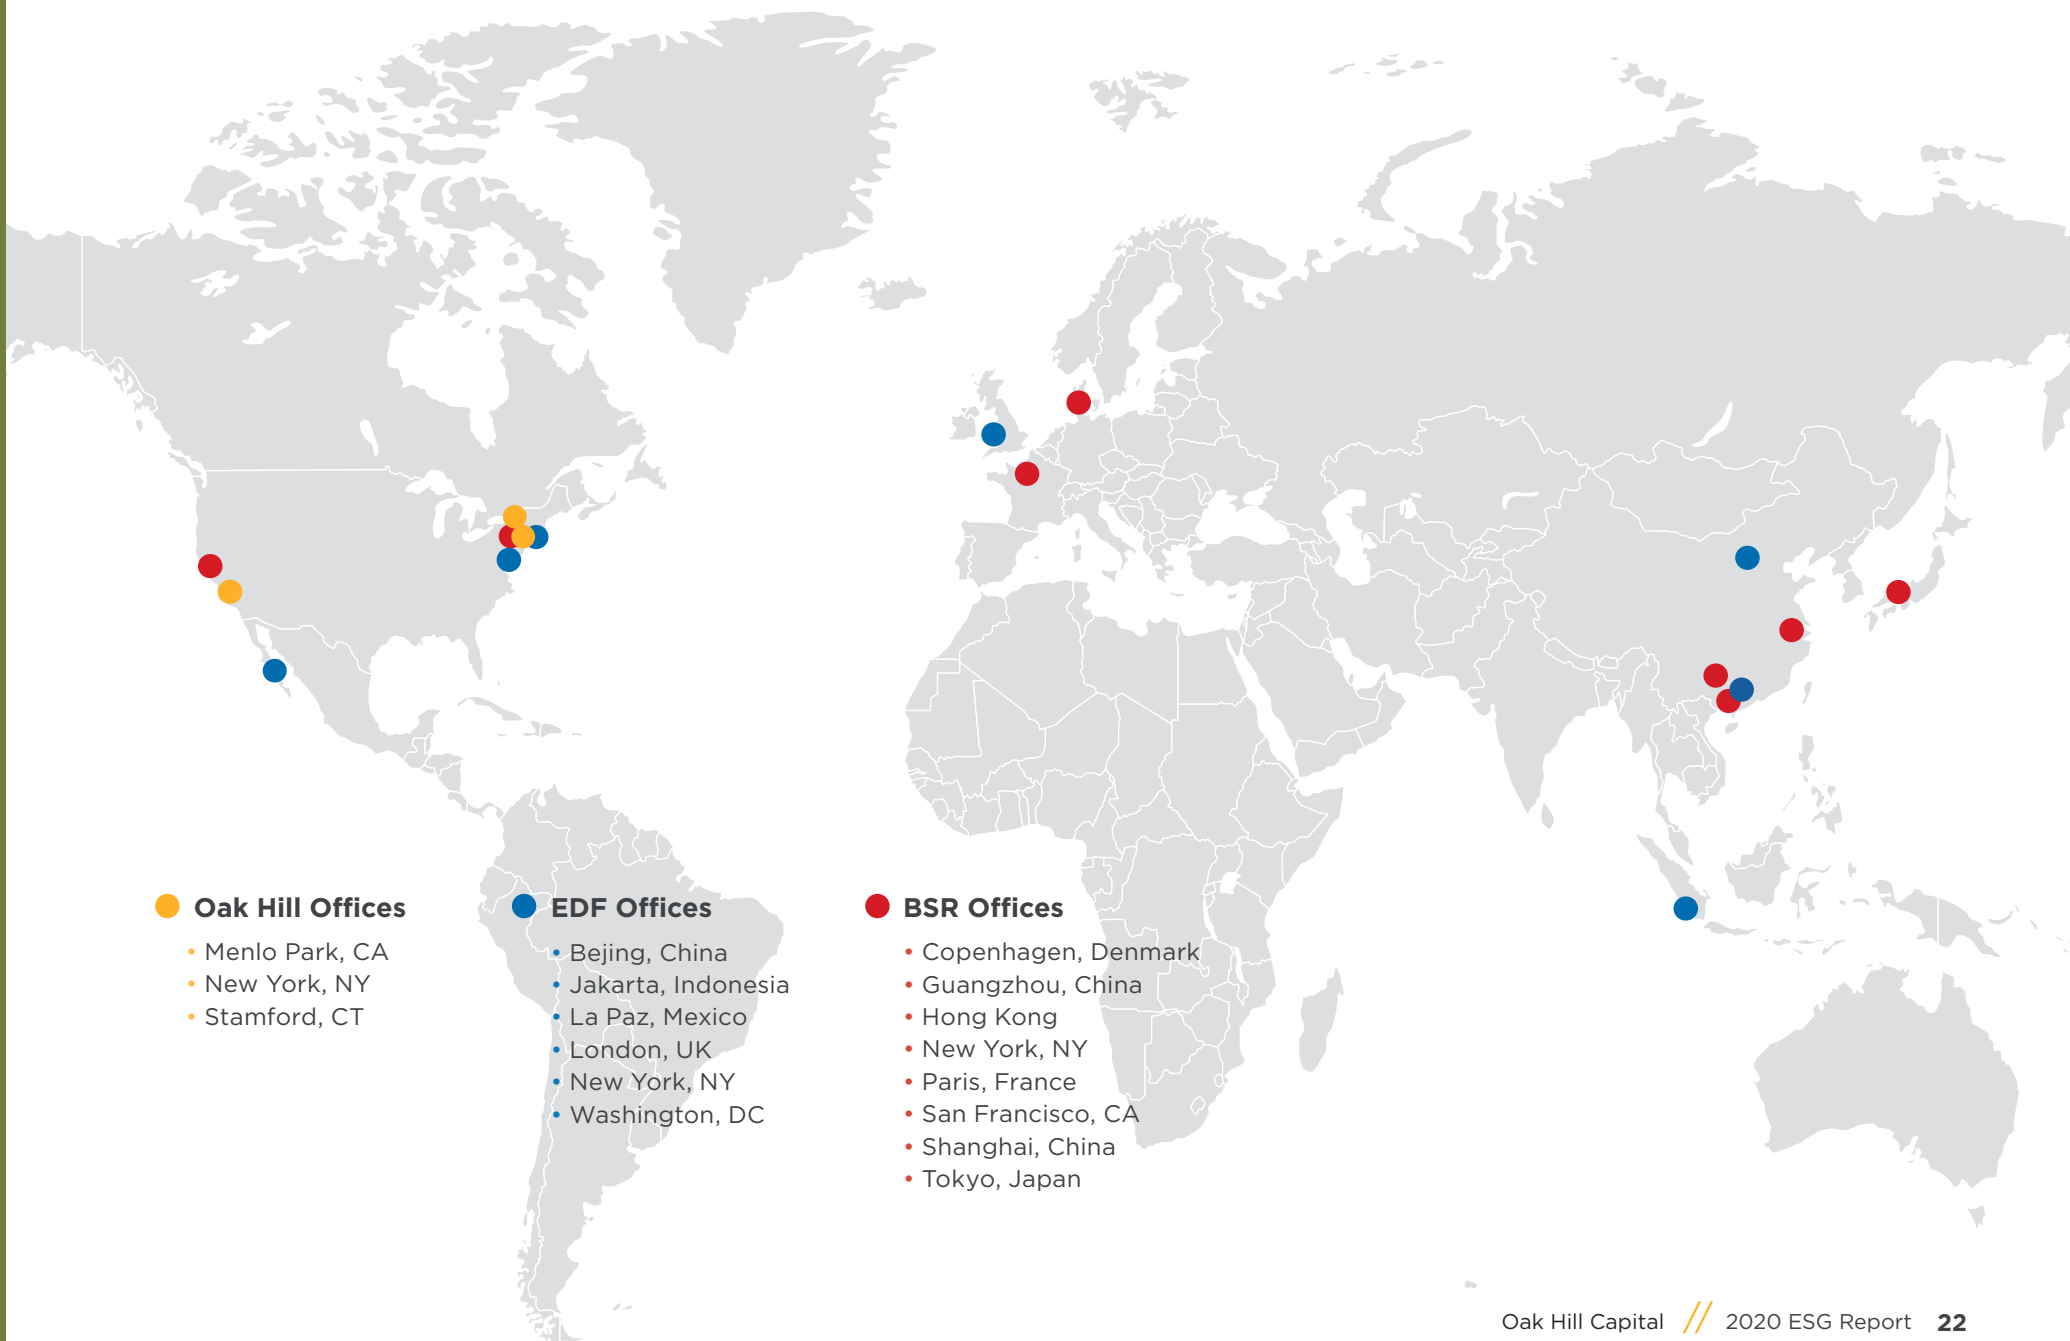 Oak Hill Offices
• Menlo Park, CA
• New York, NY
• Stamford, CT
EDF Offices
• Bejing, China
• Jakarta, Indonesia
• La Paz, Mexico
• London, UK
• New York, NY
• Washington, DC
BSR Offices
• Copenhagen, Denmark
• Guangzhou, China
• Hong Kong
• New York, NY
• Paris, France
• San Francisco, CA
• Shanghai, China
• Tokyo, Japan
Oak Hill Capital // 2020 ESG Report 22